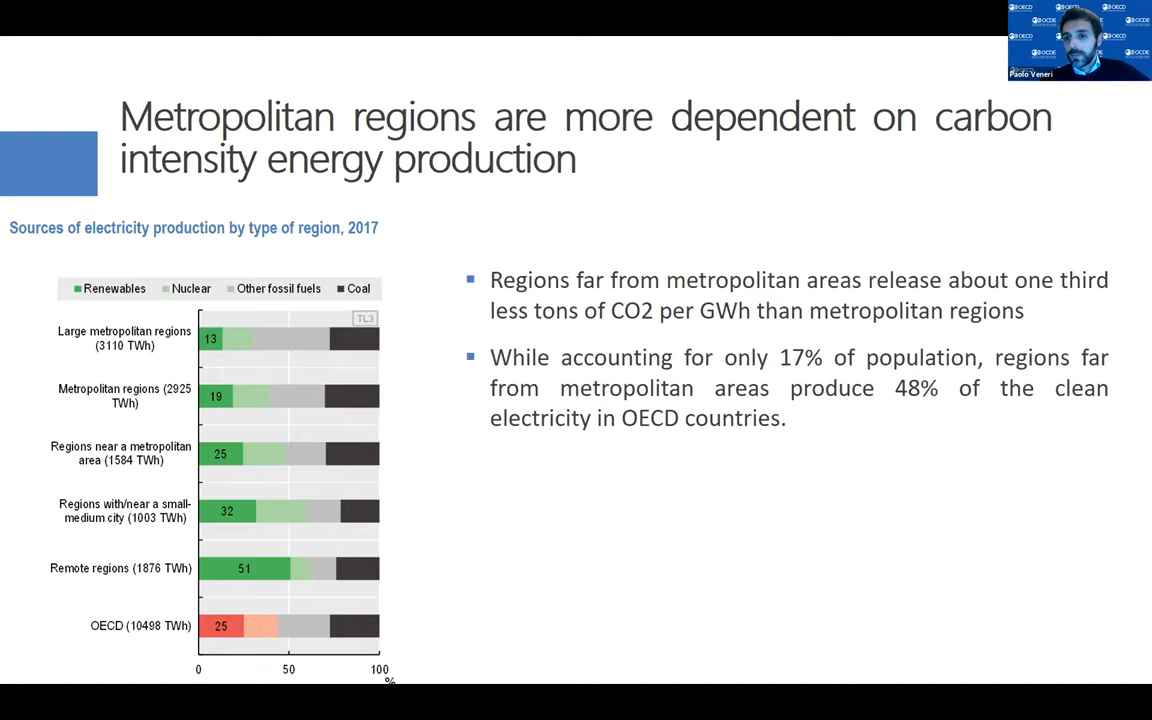 OECD
OCDE
Paolo Veneri
Metropolitan regions are more dependent on carbon
intensity energy production
Sources of electricity production by type of region, 2017
Renewables Nuclear Other fossil fuels Coal
TL3
Large metropolitan regions
(3110 TWh)
13
Metropolitan regions (2925
TWh)
19
Regions near a metropolitan
area (1584 TWh)
25
Regions with/near a small-
medium city (1003 TWh)
32
Remote regions (1876 TWh)
51
OECD (10498 TWh)
25
0 50 100
%
Regions far from metropolitan areas release about one third
less tons of CO2 per GWh than metropolitan regions
While accounting for only 17% of population, regions far
from metropolitan areas produce 48% of the clean
electricity in OECD countries.